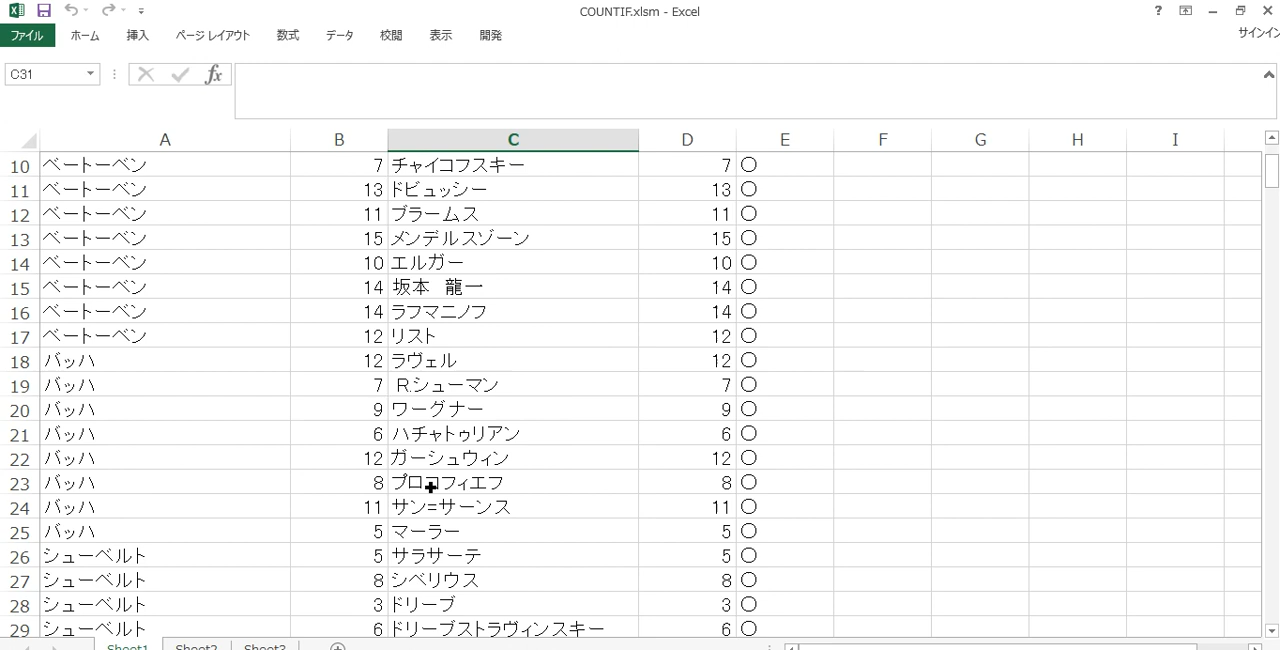 COUNTIF.xlsm - Excel
?
サインイン
ファイル ホーム 挿入 ページ レイアウト 数式 データ 校閲 表示 開発
C31 fx
A B C D E F G H I
10 ベートーベン 7 チャイコフスキー 7 〇
11 ベートーベン 13 ドビュッシー 13 〇
12 ベートーベン 11 ブラームス 11 〇
13 ベートーベン 15 メンデルスゾーン 15 〇
14 ベートーベン 10 エルガー 10 〇
15 ベートーベン 14 坂本　龍一 14 〇
16 ベートーベン 14 ラフマニノフ 14 〇
17 ベートーベン 12 リスト 12 〇
18 バッハ 12 ラヴェル 12 〇
19 バッハ 7 R.シューマン 7 〇
20 バッハ 9 ワーグナー 9 〇
21 バッハ 6 ハチャトゥリアン 6 〇
22 バッハ 12 ガーシュウィン 12 〇
23 バッハ 8 プロコフィエフ 8 〇
24 バッハ 11 サン=サーンス 11 〇
25 バッハ 5 マーラー 5 〇
26 シューベルト 5 サラサーテ 5 〇
27 シューベルト 8 シベリウス 8 〇
28 シューベルト 3 ドリーブ 3 〇
29 シューベルト 6 ドリーブストラヴィンスキー 6 〇
Sheet1 Sheet2 Sheet3